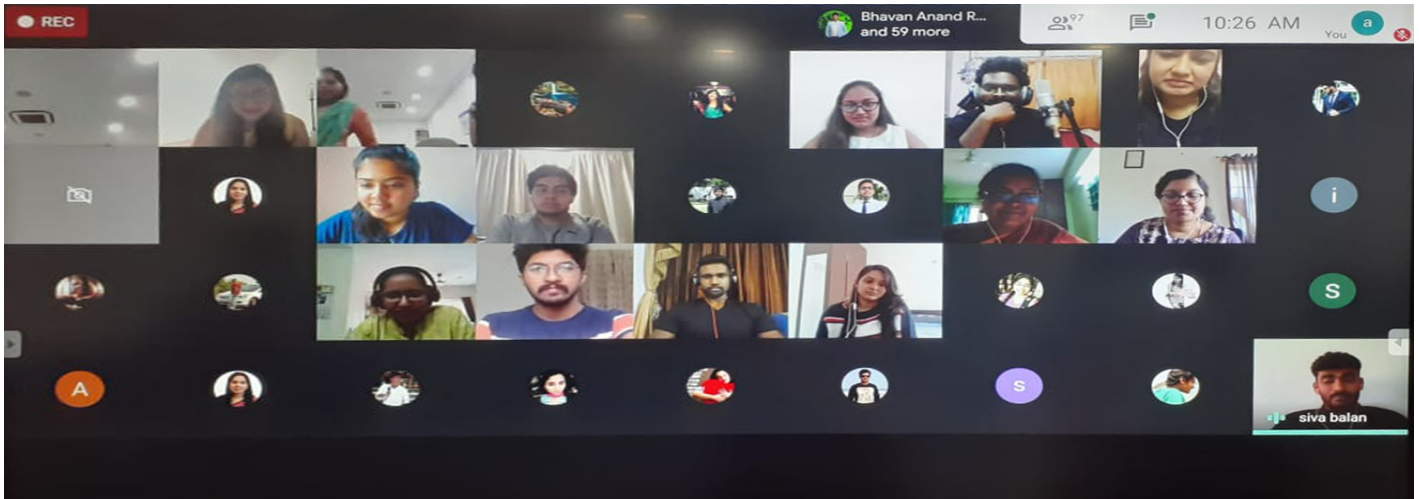 REC
Bhavan Anand R...
and 59 more
97
10:26 AM
You
a
i
S
A
S
siva balan